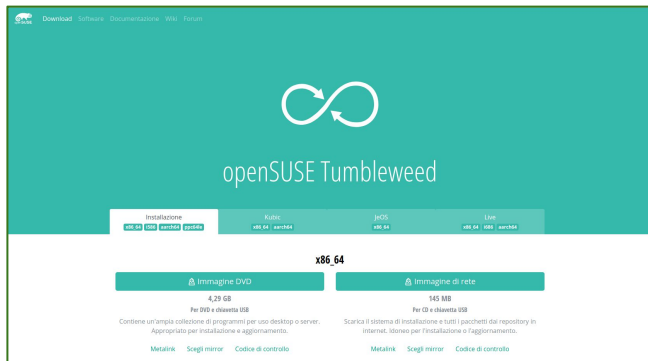 openSUSE
Download Software Documentazione Wiki Forum
openSUSE Tumbleweed
Installazione
x86_64 i586 aarch64 ppc64le
Kubic
x86_64 aarch64
JeOS
x86_64
Live
x86_64 i686 aarch64
x86_64
Immagine DVD
4,29 GB
Per DVD e chiavetta USB
Contiene un'ampia collezione di programmi per uso desktop o server.
Appropriato per installazione e aggiornamento.
Metalink Scegli mirror Codice di controllo
Immagine di rete
145 MB
Per CD e chiavetta USB
Scarica il sistema di installazione e tutti i pacchetti dai repository in
Internet. Idoneo per l'installazione o l'aggiornamento.
Metalink Scegli mirror Codice di controllo